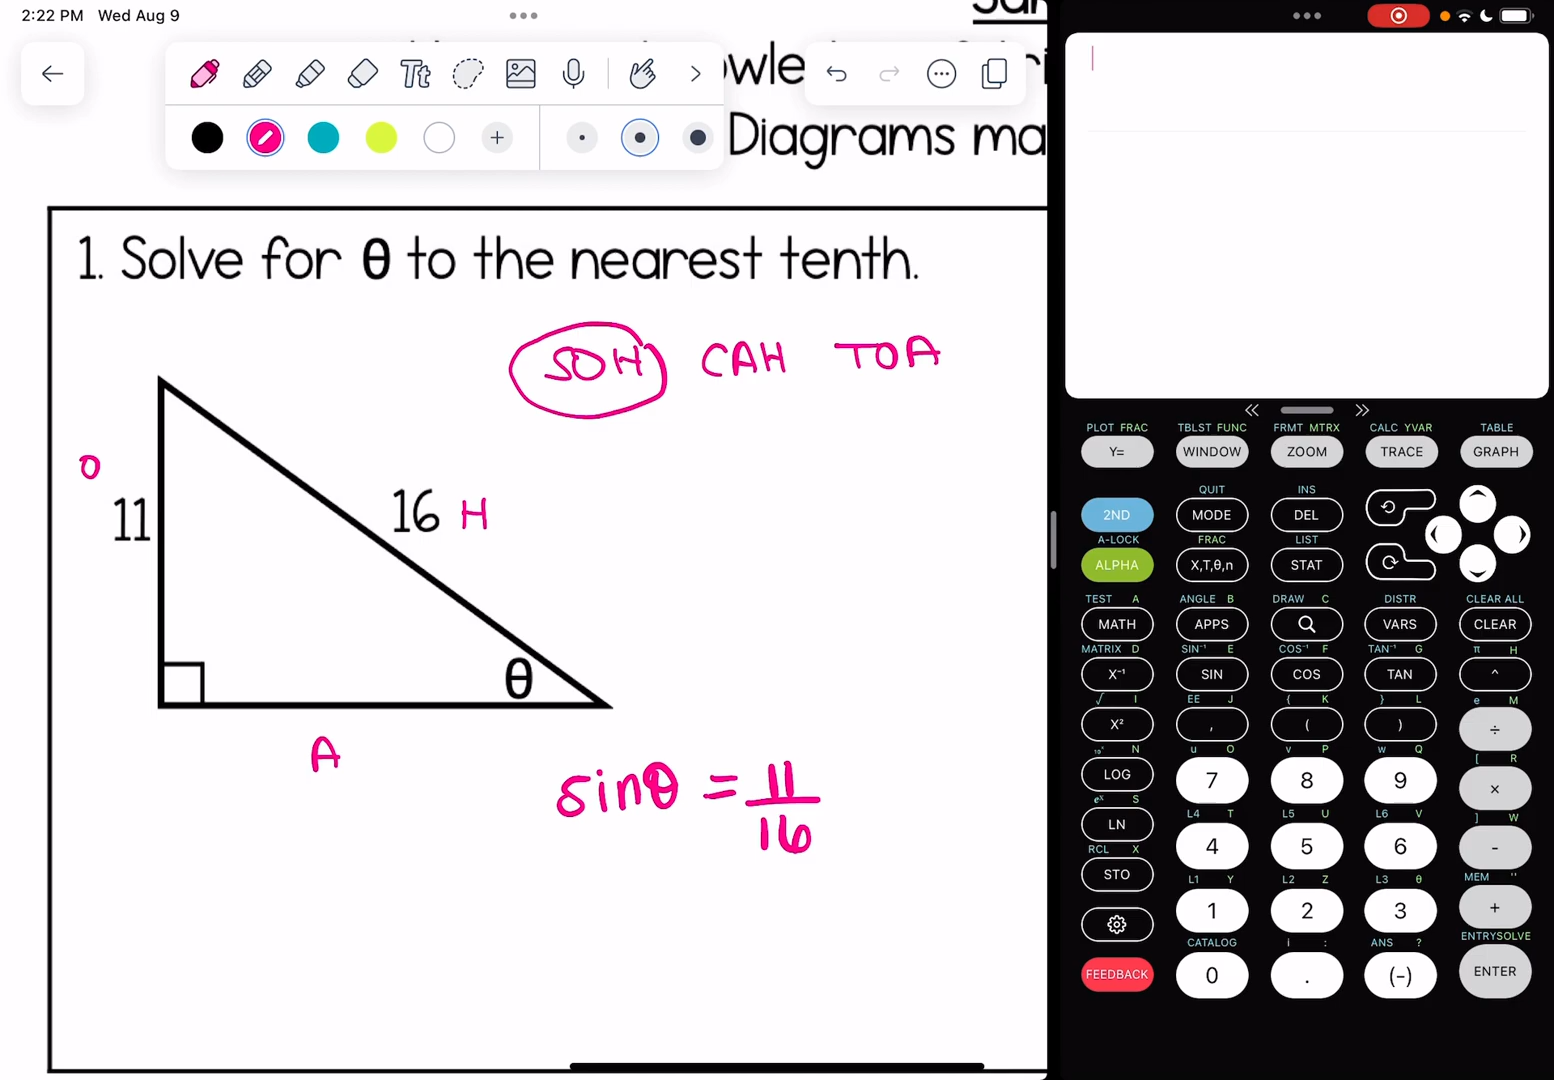 2:22 PM Wed Aug 9
Tt
Diagrams ma
1. Solve for θ to the nearest tenth.
SOH CAH TOA
O
11
16 H
θ
A
sinθ = 11/16
PLOT FRAC TBLST FUNC FRMT MTRX CALC YVAR TABLE
Y= WINDOW ZOOM TRACE GRAPH
QUIT INS
2ND MODE DEL
A-LOCK FRAC LIST
ALPHA X,T,θ,n STAT
TEST A ANGLE B DRAW C DISTR CLEAR ALL
MATH APPS VARS CLEAR
MATRIX D SIN⁻¹ E COS⁻¹ F TAN⁻¹ G π H
X⁻¹ SIN COS TAN ^
√ I EE J { K } L e M
X² , ( ) ÷
10ˣ N u O v P w Q [ R
LOG 7 8 9 ×
eˣ S L4 T L5 U L6 V ] W
LN 4 5 6 -
RCL X L1 Y L2 Z L3 θ MEM "
STO 1 2 3 +
CATALOG i : ANS ? ENTRY SOLVE
FEEDBACK 0 . (-) ENTER